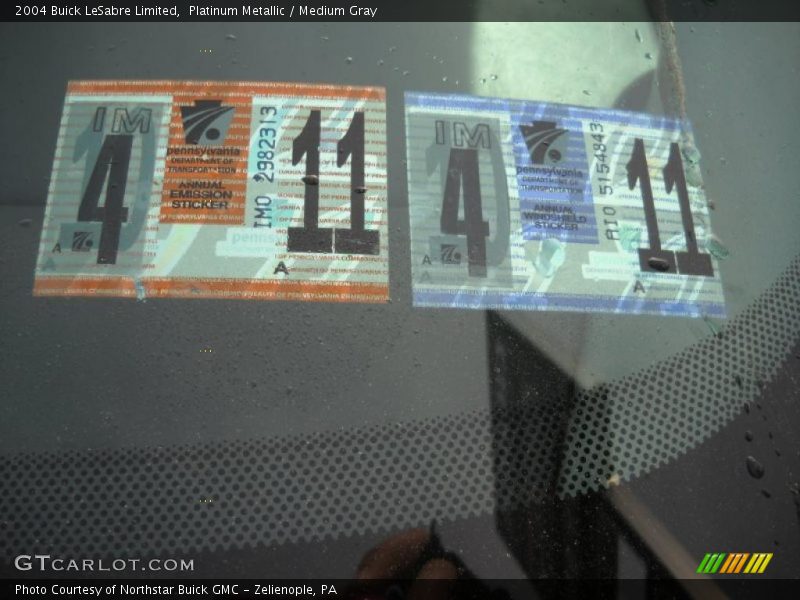 2004 Buick LeSabre Limited,  Platinum Metallic / Medium Gray
IM
4
A
pennsylvania
DEPARTMENT OF
TRANSPORTATION
ANNUAL
EMISSION
STICKER
IM0 2982313
11
A
IM
4
A
A
pennsylvania
DEPARTMENT OF
TRANSPORTATION
ANNUAL
WINDSHIELD
STICKER
5154843
11
A
GTCARLOT.COM
Photo Courtesy of Northstar Buick GMC - Zelienople, PA